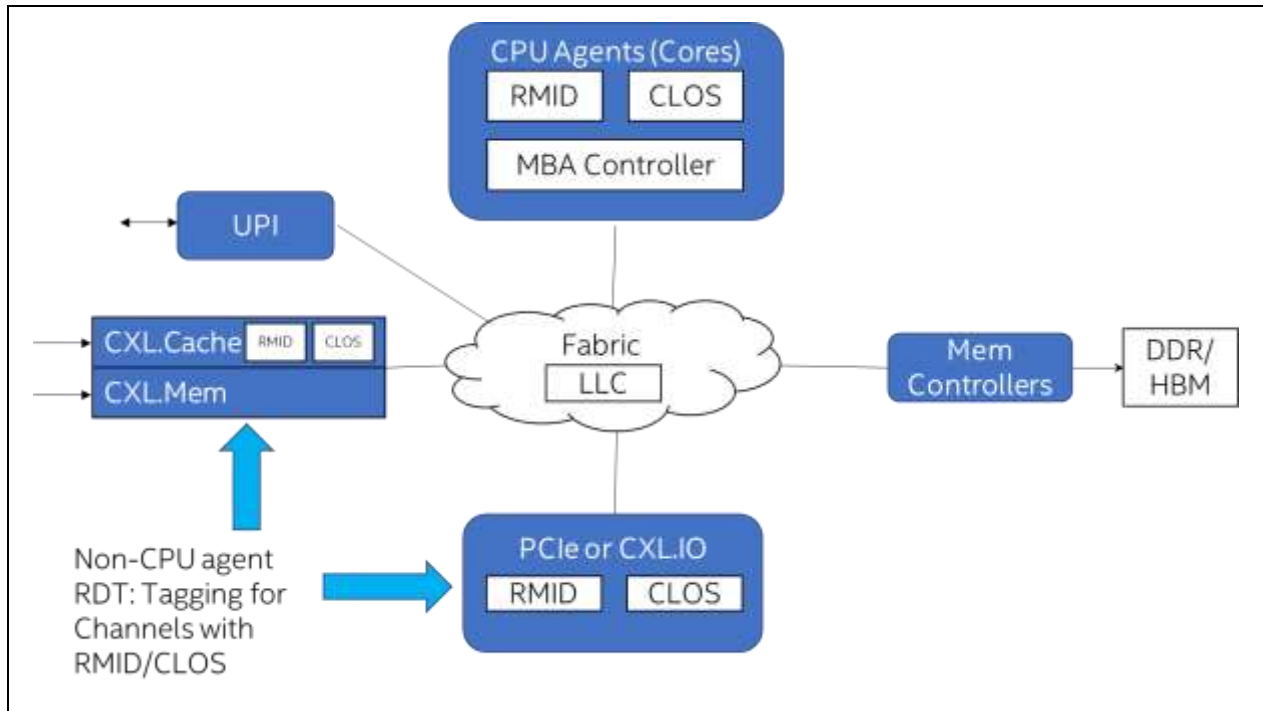 CPU Agents (Cores)
RMID
CLOS
MBA Controller
UPI
CXL.Cache
RMID
CLOS
CXL.Mem
Fabric
LLC
Mem
Controllers
DDR/
HBM
Non-CPU agent
RDT: Tagging for
Channels with
RMID/CLOS
PCIe or CXL.IO
RMID
CLOS